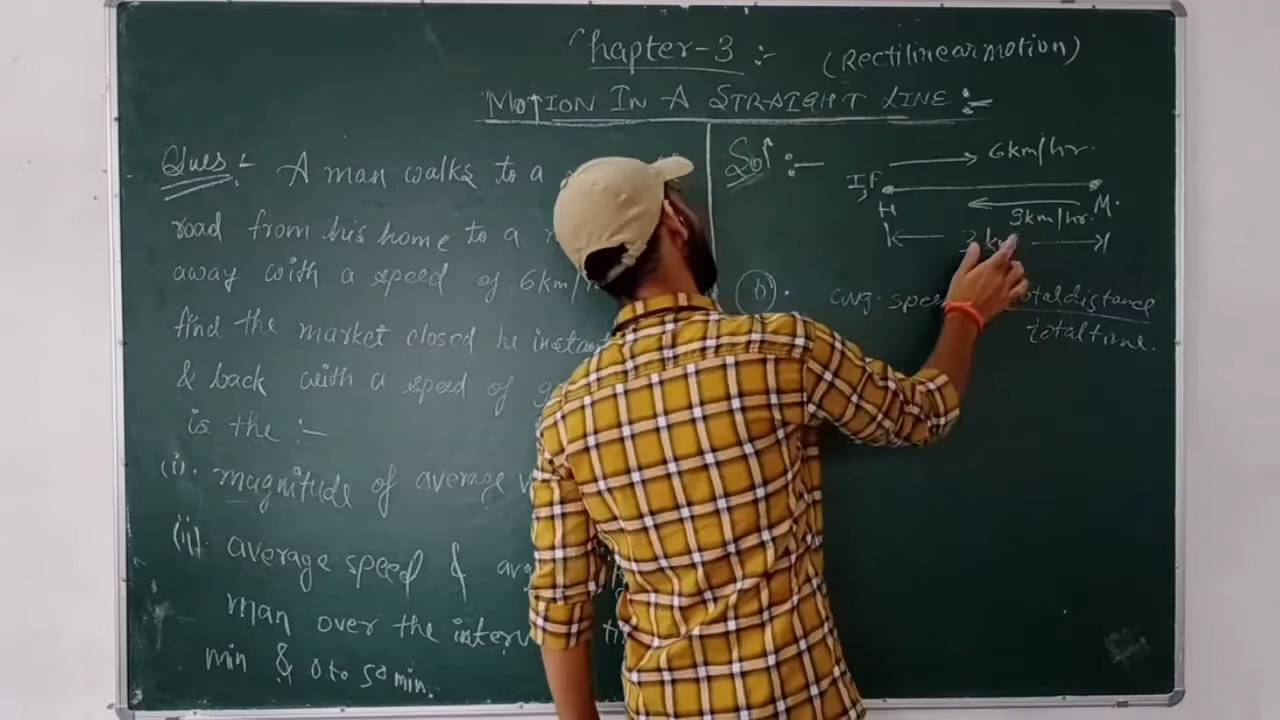 Chapter-3 :-
(Rectilinear motion)
MOTION IN A STRAIGHT LINE :-
Ques :- A man walks to a
road from his home to a
away with a speed of 6km/h
find the market closed he instan
& back with a speed of
is the :-
(i). magnitude of average v
(ii). average speed & avg
man over the interv
min & 0 to 50 min.
Sol :-
6km/hr.
I,F
H
M.
9km/hr.
(b).
avg. speed
total distance
total time.